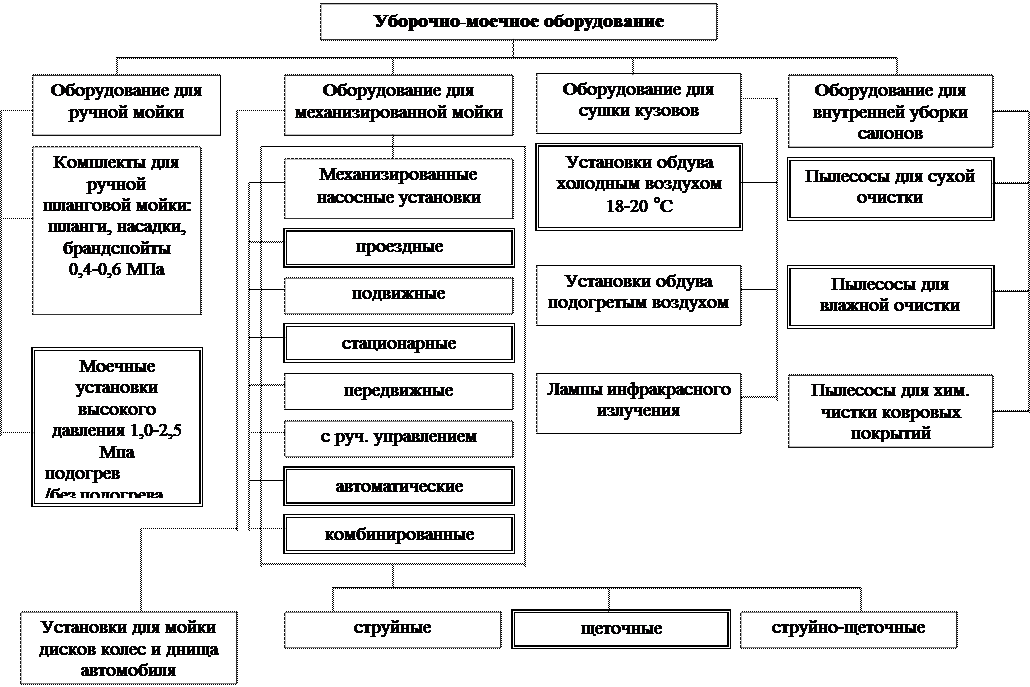 Уборочно-моечное оборудование
Оборудование для
ручной мойки
Комплекты для
ручной
шланговой мойки:
шланги, насадки,
брандспойты
0,4-0,6 МПа
Моечные
установки
высокого
давления 1,0-2,5
Мпа
подогрев
/без подогрева
Оборудование для
механизированной мойки
Механизированные
насосные установки
проездные
подвижные
стационарные
передвижные
с руч. управлением
автоматические
комбинированные
Оборудование для
сушки кузовов
Установки обдува
холодным воздухом
18-20 °С
Установки обдува
подогретым воздухом
Лампы инфракрасного
излучения
Оборудование для
внутренней уборки
салонов
Пылесосы для сухой
очистки
Пылесосы для
влажной очистки
Пылесосы для хим.
чистки ковровых
покрытий
Установки для мойки
дисков колес и днища
автомобиля
струйные
щеточные
струйно-щеточные